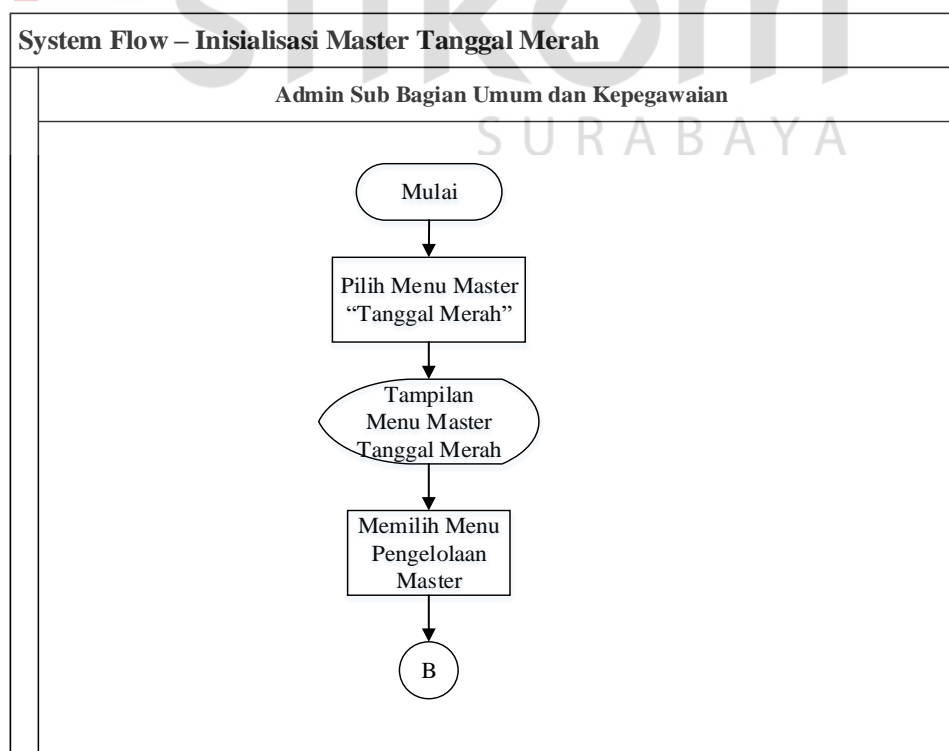 stikom
System Flow – Inisialisasi Master Tanggal Merah
Admin Sub Bagian Umum dan Kepegawaian
SURABAYA
Mulai
Pilih Menu Master
“Tanggal Merah”
Tampilan
Menu Master
Tanggal Merah
Memilih Menu
Pengelolaan
Master
B